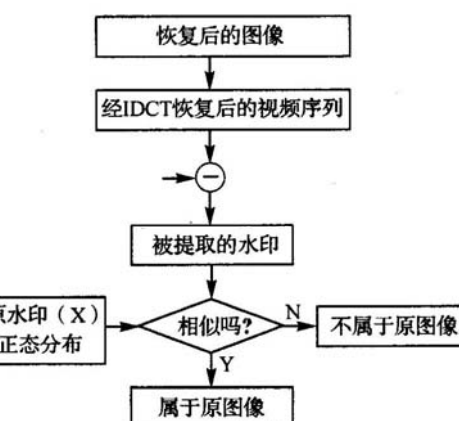 恢复后的图像
经IDCT恢复后的视频序列
−
被提取的水印
原水印（X）
正态分布
相似吗?
N
不属于原图像
Y
属于原图像